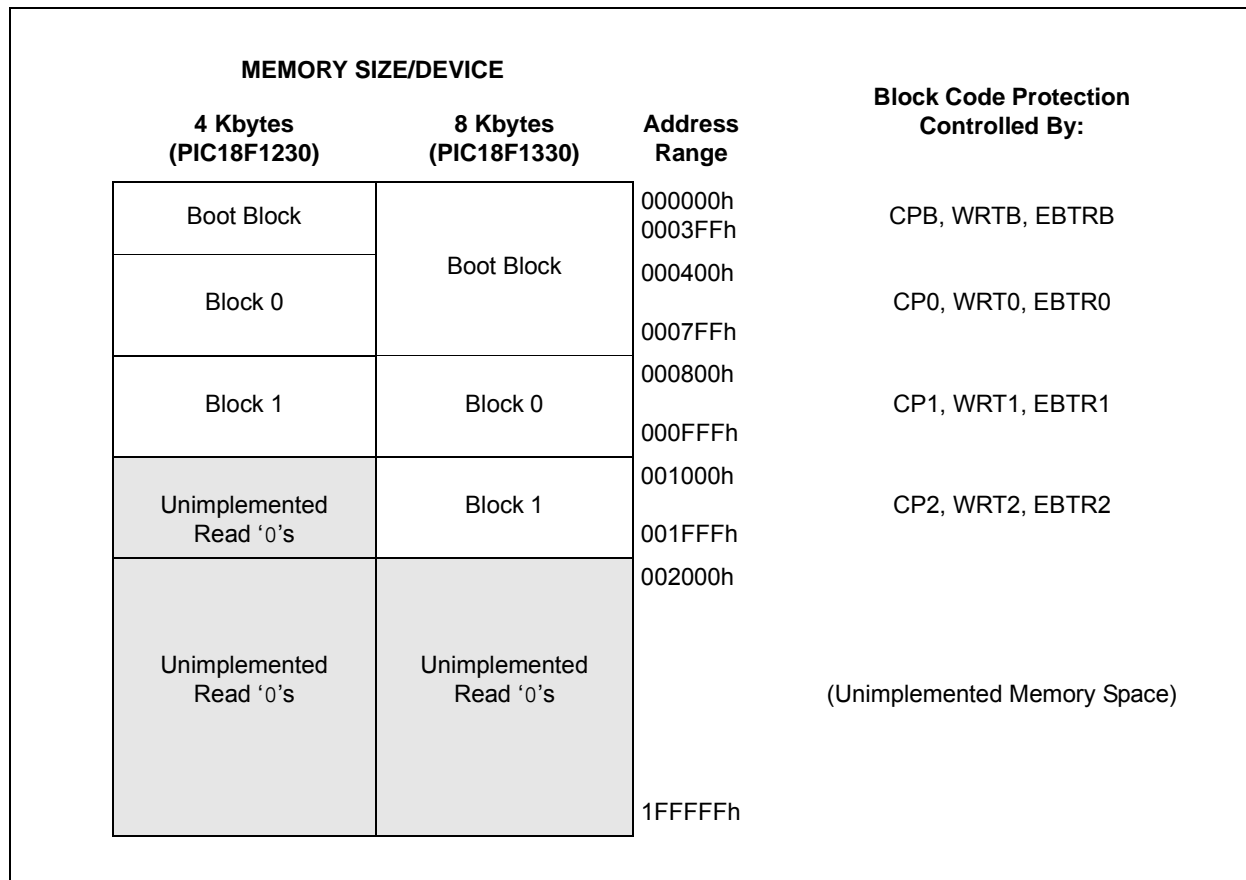 MEMORY SIZE/DEVICE
Block Code Protection
Controlled By:
4 Kbytes
(PIC18F1230)
8 Kbytes
(PIC18F1330)
Address
Range
Boot Block
Boot Block
000000h
0003FFh
CPB, WRTB, EBTRB
Block 0
000400h
0007FFh
CP0, WRT0, EBTR0
Block 1
Block 0
000800h
000FFFh
CP1, WRT1, EBTR1
Unimplemented
Read ‘0’s
Block 1
001000h
001FFFh
CP2, WRT2, EBTR2
002000h
Unimplemented
Read ‘0’s
Unimplemented
Read ‘0’s
(Unimplemented Memory Space)
1FFFFFh